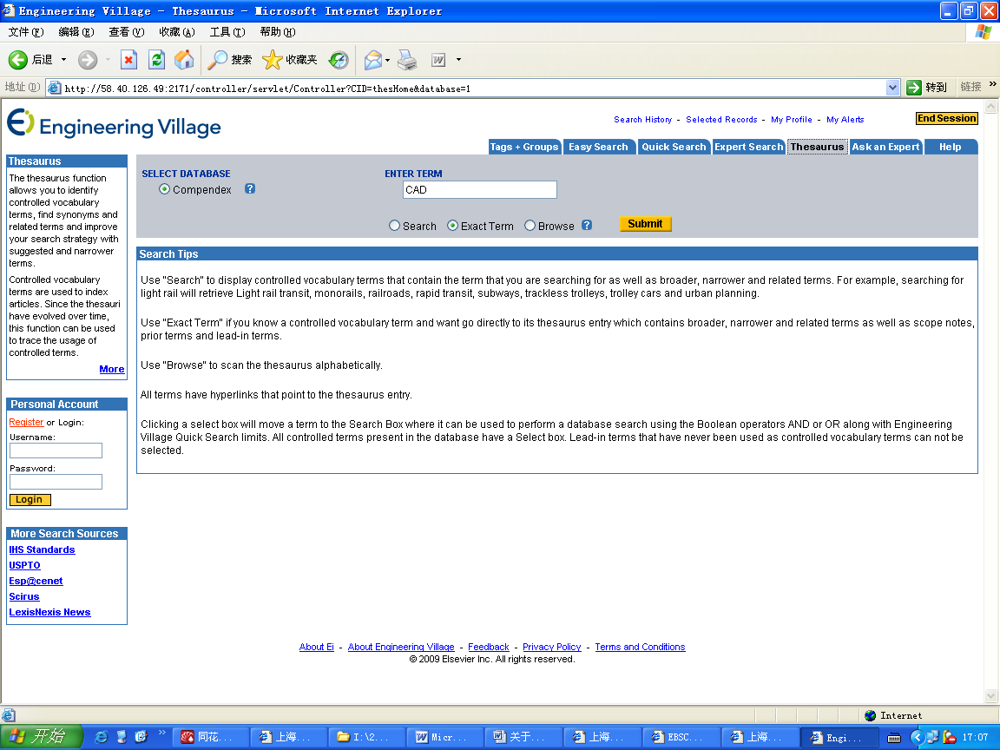 Engineering Village - Thesaurus - Microsoft Internet Explorer
文件(F) 编辑(E) 查看(V) 收藏(A) 工具(T) 帮助(H)
后退 搜索 收藏夹
地址(D) http://58.40.126.49:2171/controller/servlet/Controller?CID=thesHome&database=1 转到 链接 »
Engineering Village
Search History - Selected Records - My Profile - My Alerts
End Session
Tags + Groups Easy Search Quick Search Expert Search Thesaurus Ask an Expert Help
Thesaurus
The thesaurus function
allows you to identify
controlled vocabulary
terms, find synonyms and
related terms and improve
your search strategy with
suggested and narrower
terms.
Controlled vocabulary
terms are used to index
articles. Since the thesauri
have evolved over time,
this function can be used
to trace the usage of
controlled terms.
More
Personal Account
Register or Login:
Username:
Password:
Login
More Search Sources
IHS Standards
USPTO
Esp@cenet
Scirus
LexisNexis News
SELECT DATABASE
Compendex ?
ENTER TERM
CAD
Search Exact Term Browse ? Submit
Search Tips
Use "Search" to display controlled vocabulary terms that contain the term that you are searching for as well as broader, narrower and related terms. For example, searching for
light rail will retrieve Light rail transit, monorails, railroads, rapid transit, subways, trackless trolleys, trolley cars and urban planning.
Use "Exact Term" if you know a controlled vocabulary term and want go directly to its thesaurus entry which contains broader, narrower and related terms as well as scope notes,
prior terms and lead-in terms.
Use "Browse" to scan the thesaurus alphabetically.
All terms have hyperlinks that point to the thesaurus entry.
Clicking a select box will move a term to the Search Box where it can be used to perform a database search using the Boolean operators AND or OR along with Engineering
Village Quick Search limits. All controlled terms present in the database have a Select box. Lead-in terms that have never been used as controlled vocabulary terms can not be
selected.
About Ei - About Engineering Village - Feedback - Privacy Policy - Terms and Conditions
© 2009 Elsevier Inc. All rights reserved.
Internet
开始 » 同花... 上海... I:\2... Micr... 关于... 上海... EBSC... 上海... Engi... 17:07